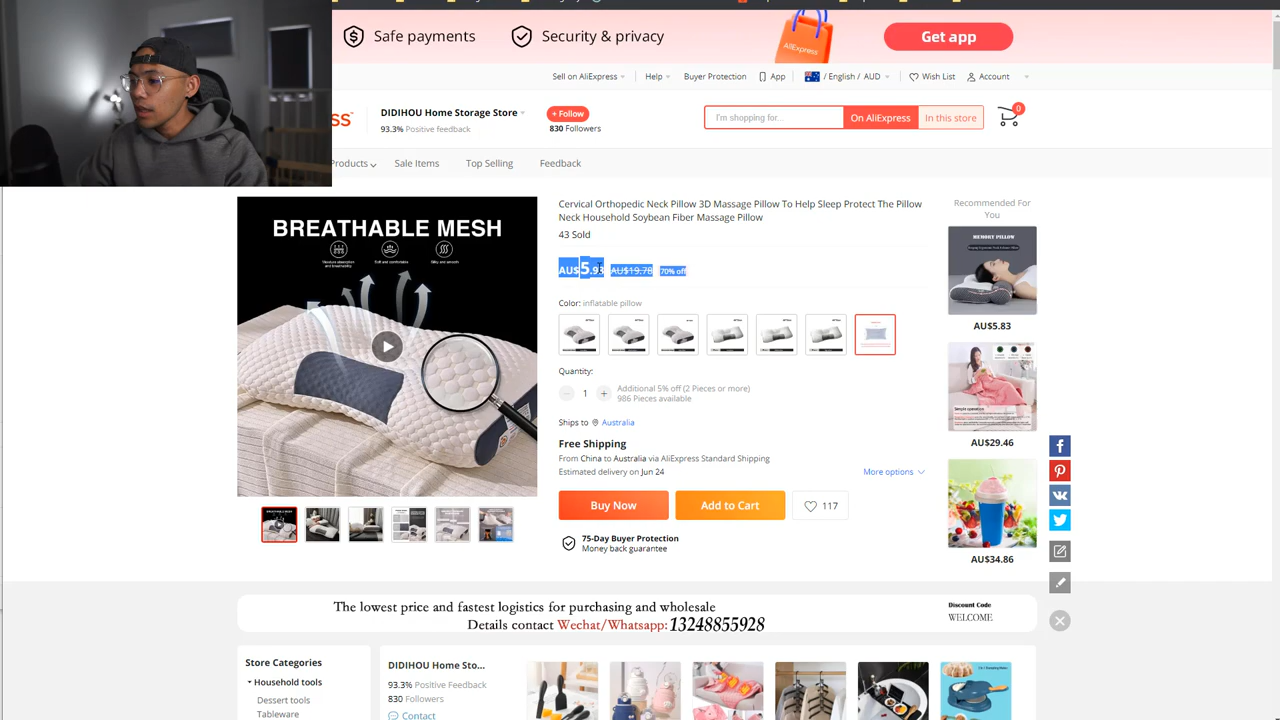 Safe payments
Security & privacy
AliExpress
Get app
Sell on AliExpress
Help
Buyer Protection
App
/ English / AUD
Wish List
Account
SS™
DIDIHOU Home Storage Store
93.3% Positive feedback
+ Follow
830 Followers
I'm shopping for...
On AliExpress
In this store
0
Products
Sale Items
Top Selling
Feedback
BREATHABLE MESH
Cervical Orthopedic Neck Pillow 3D Massage Pillow To Help Sleep Protect The Pillow
Neck Household Soybean Fiber Massage Pillow
43 Sold
AU$5.93 AU$19.78 70% off
Color: inflatable pillow
Quantity:
1
Additional 5% off (2 Pieces or more)
986 Pieces available
Ships to Australia
Free Shipping
From China to Australia via AliExpress Standard Shipping
Estimated delivery on Jun 24
More options
Buy Now
Add to Cart
117
75-Day Buyer Protection
Money back guarantee
Recommended For
You
MEMORY PILLOW
AU$5.83
AU$29.46
AU$34.86
The lowest price and fastest logistics for purchasing and wholesale
Details contact Wechat/Whatsapp: 13248855928
Discount Code
WELCOME
Store Categories
Household tools
Dessert tools
Tableware
DIDIHOU Home Sto...
93.3% Positive Feedback
830 Followers
Contact